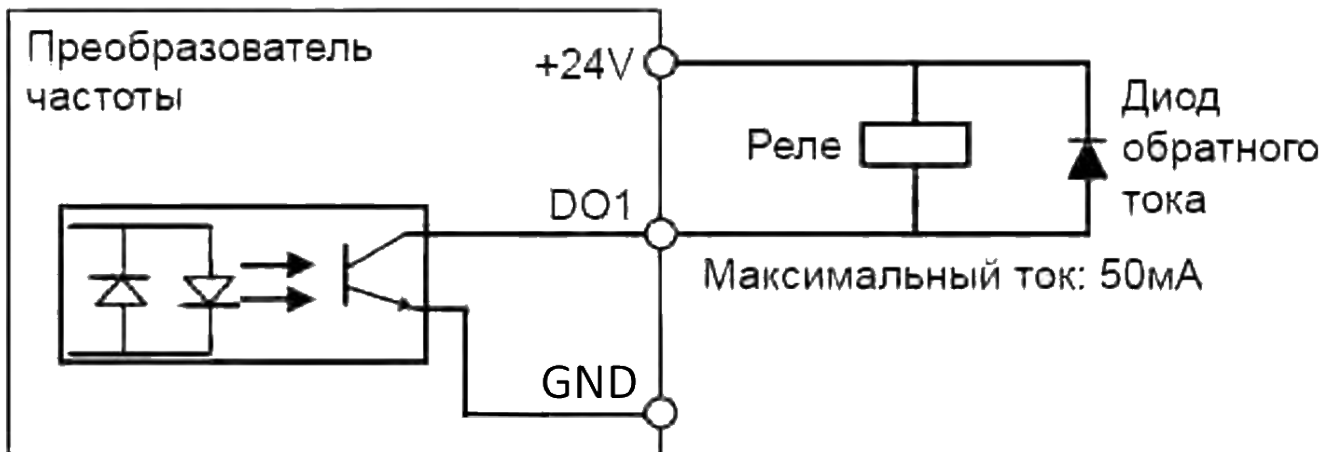 Преобразователь
частоты
+24V
Реле
Диод
обратного
тока
DO1
Максимальный ток: 50мА
GND